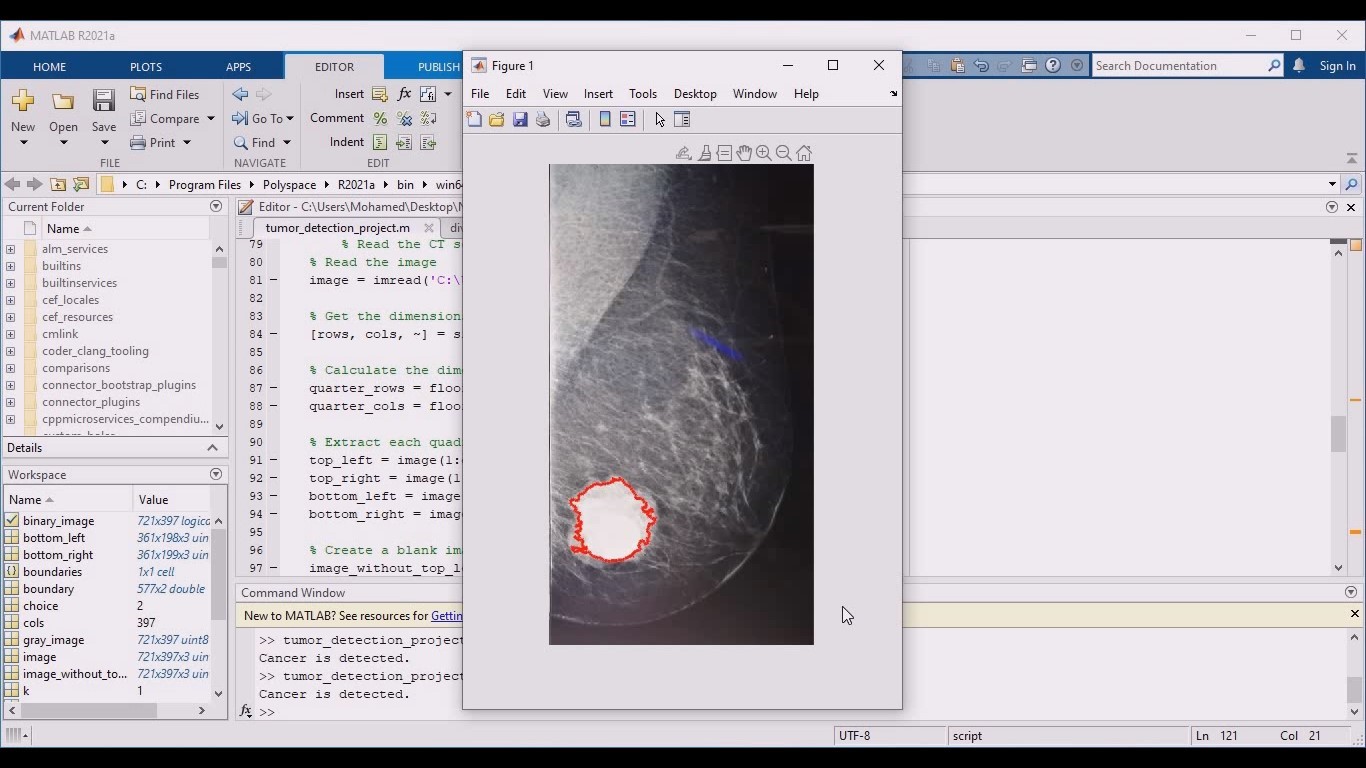 MATLAB R2021a
HOME PLOTS APPS EDITOR PUBLISH
Search Documentation
Sign In
New Open Save
Find Files
Compare
Print
Go To
Find
Insert
Comment
Indent
FILE NAVIGATE EDIT
C: Program Files Polyspace R2021a bin
Current Folder
Name
alm_services
builtins
builtinservices
cef_locales
cef_resources
cmlink
coder_clang_tooling
comparisons
connector_bootstrap_plugins
connector_plugins
cppmicroservices_compendiu...
Details
Workspace
Name Value
binary_image 721x397 logica
bottom_left 361x198x3 uin
bottom_right 361x199x3 uin
boundaries 1x1 cell
boundary 577x2 double
choice 2
cols 397
gray_image 721x397 uint8
image 721x397x3 uin
image_without_to... 721x397x3 uin
k 1
Editor - C:\Users\Mohamed\Desktop\
tumor_detection_project.m
79 % Read the CT s
80 % Read the image
81 image = imread('C:\
82
83 % Get the dimension
84 [rows, cols, ~] = s
85
86 % Calculate the dim
87 quarter_rows = floo
88 quarter_cols = floo
89
90 % Extract each quad
91 top_left = image(1:
92 top_right = image(1
93 bottom_left = image
94 bottom_right = imag
95
96 % Create a blank im
97 image_without_top_l
Command Window
New to MATLAB? See resources for Gettin
>> tumor_detection_project
Cancer is detected.
>> tumor_detection_project
Cancer is detected.
>>
Figure 1
File Edit View Insert Tools Desktop Window Help
UTF-8 script Ln 121 Col 21